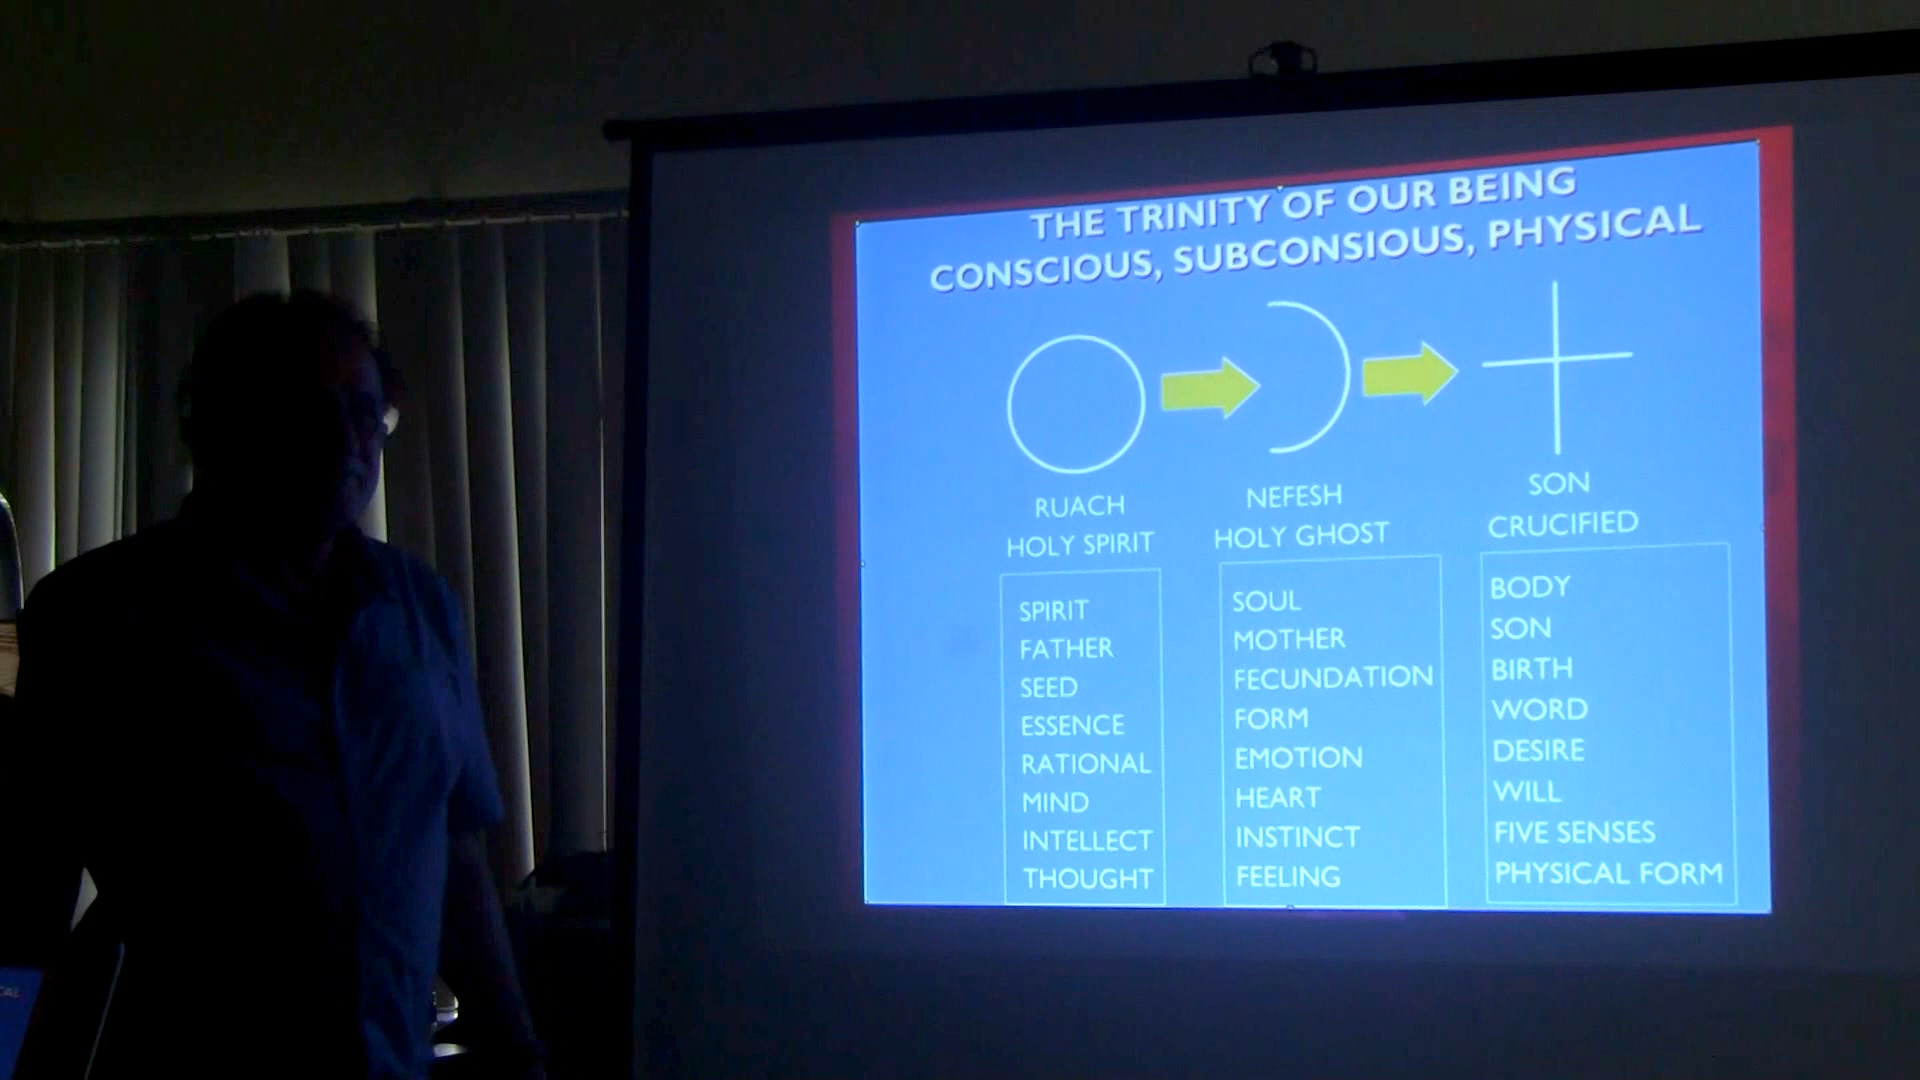 THE TRINITY OF OUR BEING
CONSCIOUS, SUBCONSIOUS, PHYSICAL
RUACH
HOLY SPIRIT
NEFESH
HOLY GHOST
SON
CRUCIFIED
SPIRIT
FATHER
SEED
ESSENCE
RATIONAL
MIND
INTELLECT
THOUGHT
SOUL
MOTHER
FECUNDATION
FORM
EMOTION
HEART
INSTINCT
FEELING
BODY
SON
BIRTH
WORD
DESIRE
WILL
FIVE SENSES
PHYSICAL FORM